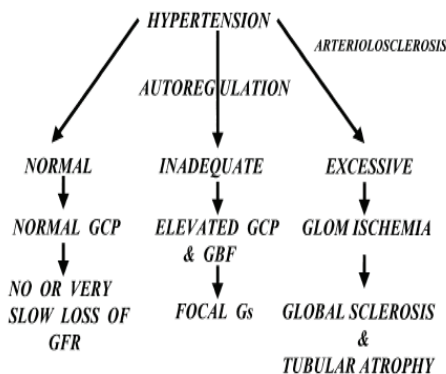 HYPERTENSION
ARTERIOLOSCLEROSIS
AUTOREGULATION
NORMAL INADEQUATE EXCESSIVE
NORMAL GCP ELEVATED GCP GLOM ISCHEMIA
& GBF
NO OR VERY FOCAL Gs GLOBAL SCLEROSIS
SLOW LOSS OF &
GFR TUBULAR ATROPHY